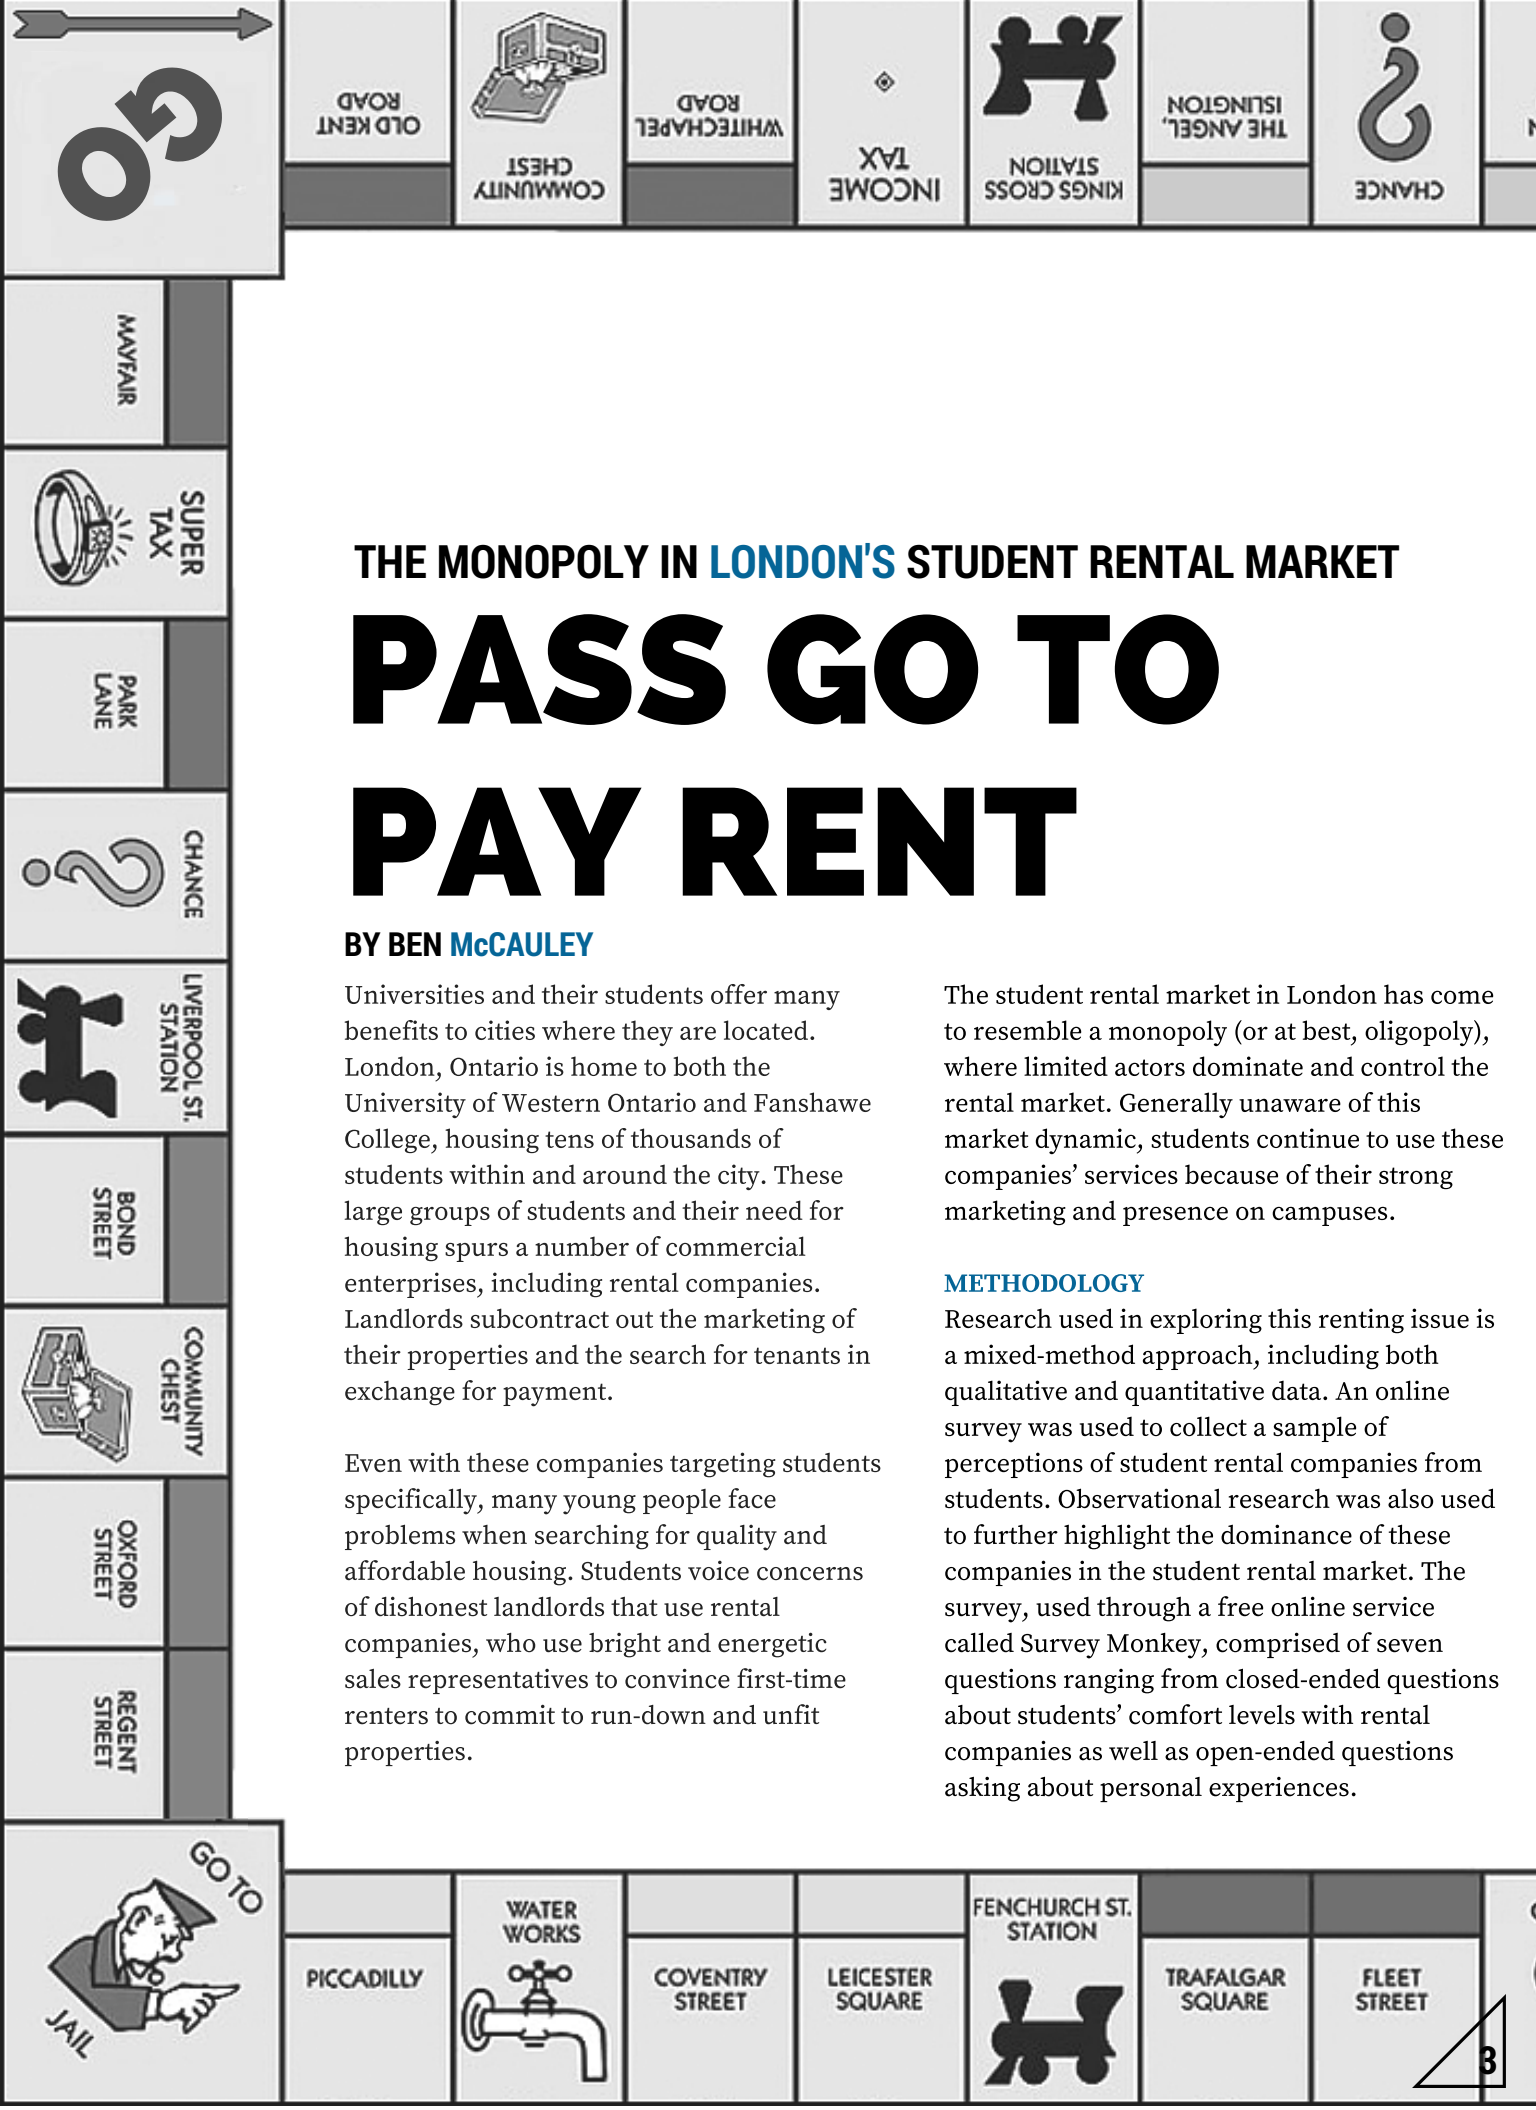 GO
OLD KENT
ROAD
COMMUNITY
CHEST
WHITECHAPEL
ROAD
INCOME
TAX
KINGS CROSS
STATION
THE ANGEL,
ISLINGTON
CHANCE
MAYFAIR
SUPER
TAX
PARK
LANE
CHANCE
LIVERPOOL ST.
STATION
BOND
STREET
COMMUNITY
CHEST
OXFORD
STREET
REGENT
STREET
THE MONOPOLY IN LONDON'S STUDENT RENTAL MARKET
PASS GO TO
PAY RENT
BY BEN McCAULEY
Universities and their students offer many
benefits to cities where they are located.
London, Ontario is home to both the
University of Western Ontario and Fanshawe
College, housing tens of thousands of
students within and around the city. These
large groups of students and their need for
housing spurs a number of commercial
enterprises, including rental companies.
Landlords subcontract out the marketing of
their properties and the search for tenants in
exchange for payment.
Even with these companies targeting students
specifically, many young people face
problems when searching for quality and
affordable housing. Students voice concerns
of dishonest landlords that use rental
companies, who use bright and energetic
sales representatives to convince first-time
renters to commit to run-down and unfit
properties.
The student rental market in London has come
to resemble a monopoly (or at best, oligopoly),
where limited actors dominate and control the
rental market. Generally unaware of this
market dynamic, students continue to use these
companies’ services because of their strong
marketing and presence on campuses.
METHODOLOGY
Research used in exploring this renting issue is
a mixed-method approach, including both
qualitative and quantitative data. An online
survey was used to collect a sample of
perceptions of student rental companies from
students. Observational research was also used
to further highlight the dominance of these
companies in the student rental market. The
survey, used through a free online service
called Survey Monkey, comprised of seven
questions ranging from closed-ended questions
about students’ comfort levels with rental
companies as well as open-ended questions
asking about personal experiences.
GO TO
JAIL
PICCADILLY
WATER
WORKS
COVENTRY
STREET
LEICESTER
SQUARE
FENCHURCH ST.
STATION
TRAFALGAR
SQUARE
FLEET
STREET
3